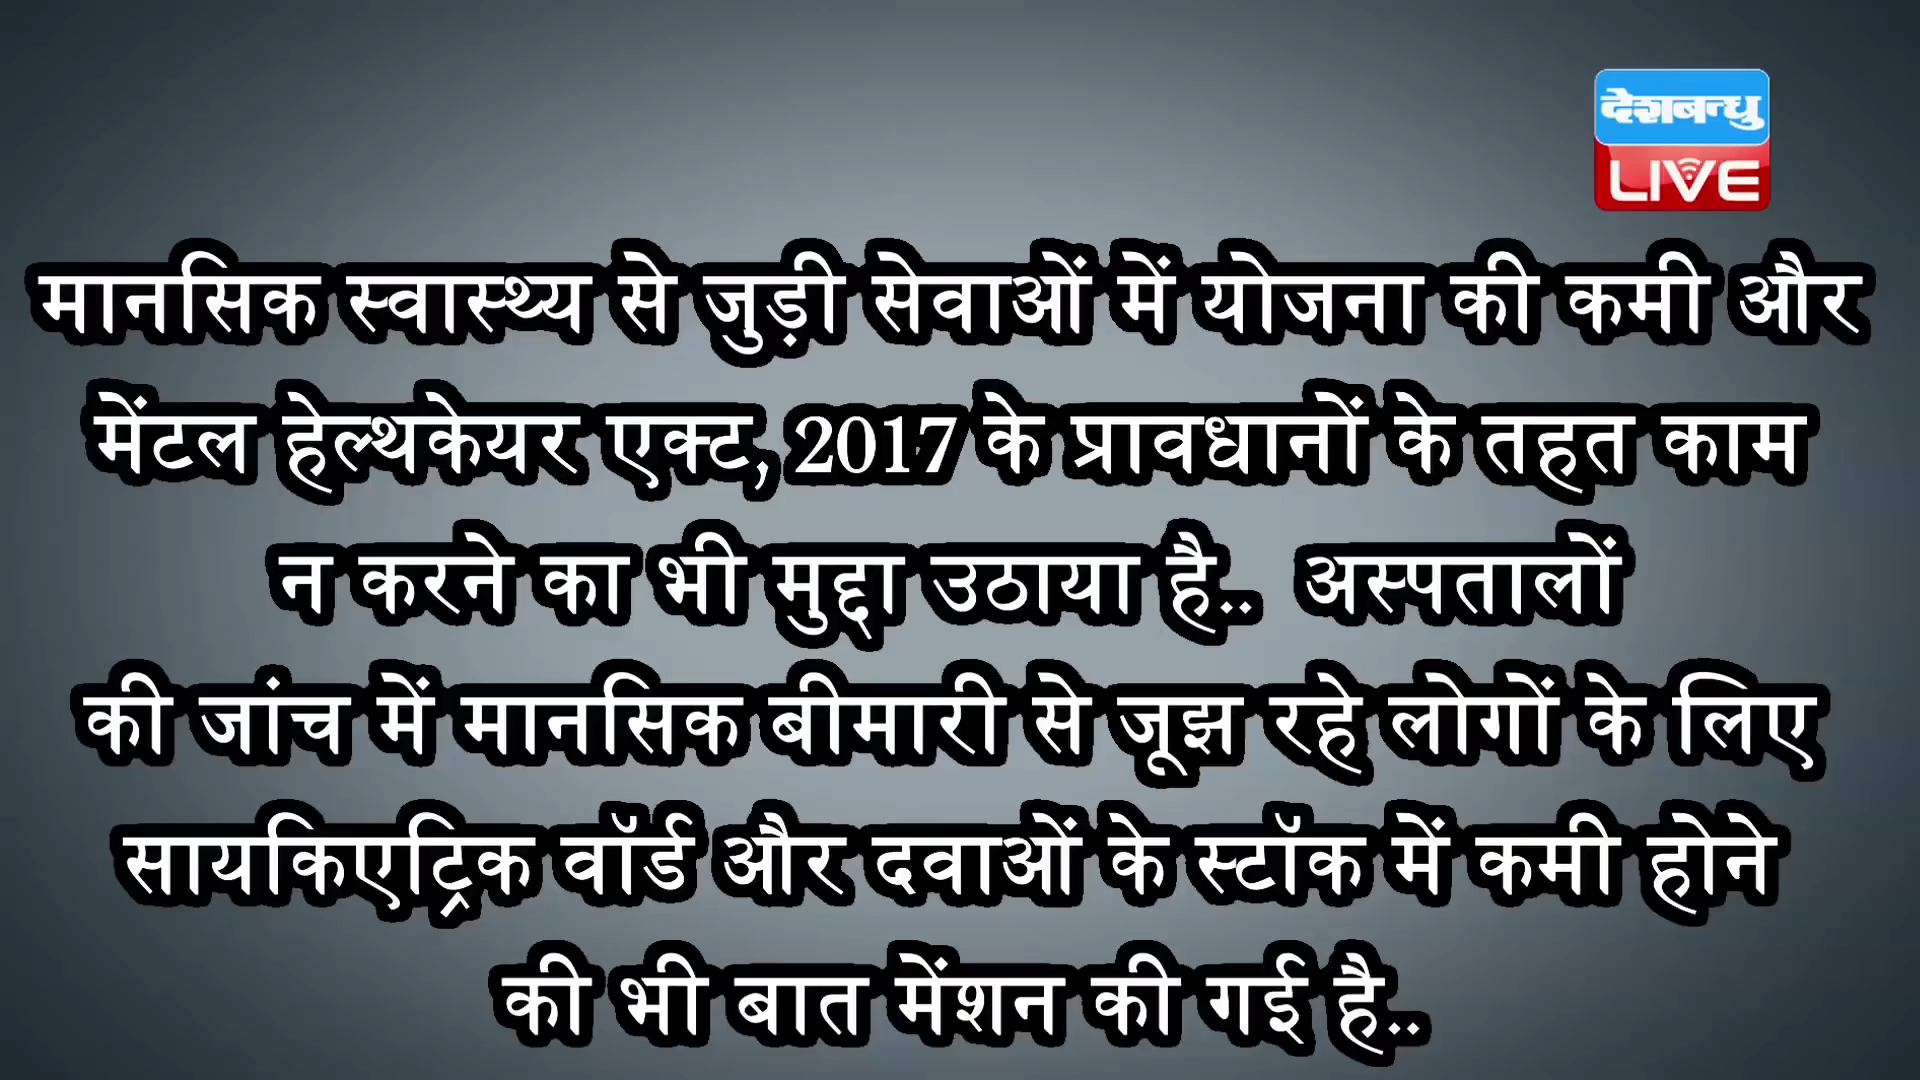 देशबन्धु
LIVE
मानसिक स्वास्थ्य से जुड़ी सेवाओं में योजना की कमी और
मेंटल हेल्थकेयर एक्ट, 2017 के प्रावधानों के तहत काम
न करने का भी मुद्दा उठाया है.. अस्पतालों
की जांच में मानसिक बीमारी से जूझ रहे लोगों के लिए
सायकिएट्रिक वॉर्ड और दवाओं के स्टॉक में कमी होने
की भी बात मेंशन की गई है..